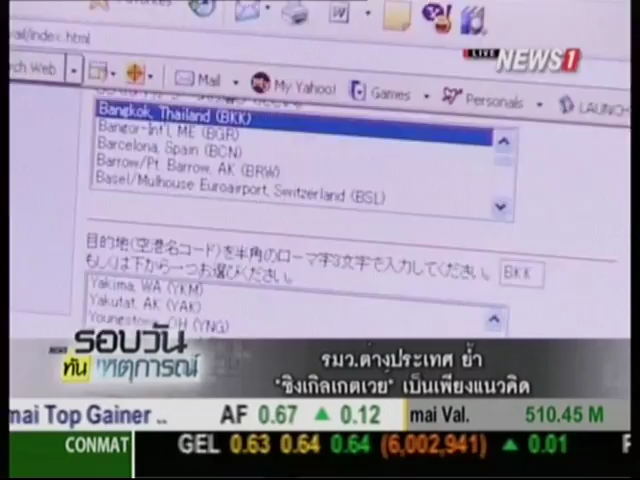 Favorites
ail/index.html
LIVE NEWS1
rch Web Mail My Yahoo! Games Personals LAUNCH
Bangkok, Thailand (BKK)
Bangor-Int'l, ME (BGR)
Barcelona, Spain (BCN)
Barrow/Pt. Barrow, AK (BRW)
Basel/Mulhouse Euroairport, Switzerland (BSL)
目的地(空港名コード)を半角のローマ字3文字で入力してください。 BKK
もしくは下から一つお選びください。
Yakima, WA (YKM)
Yakutat, AK (YAK)
Youngstown, OH (YNG)
รอบวัน
ทัน เหตุการณ์
รมว.ต่างประเทศ ย้ำ
"ซิงเกิลเกตเวย์" เป็นเพียงแนวคิด
mai Top Gainer .. AF 0.67 ▲ 0.12 mai Val. 510.45 M
CONMAT GEL 0.63 0.64 0.64 (6,002,941) ▲ 0.01 F